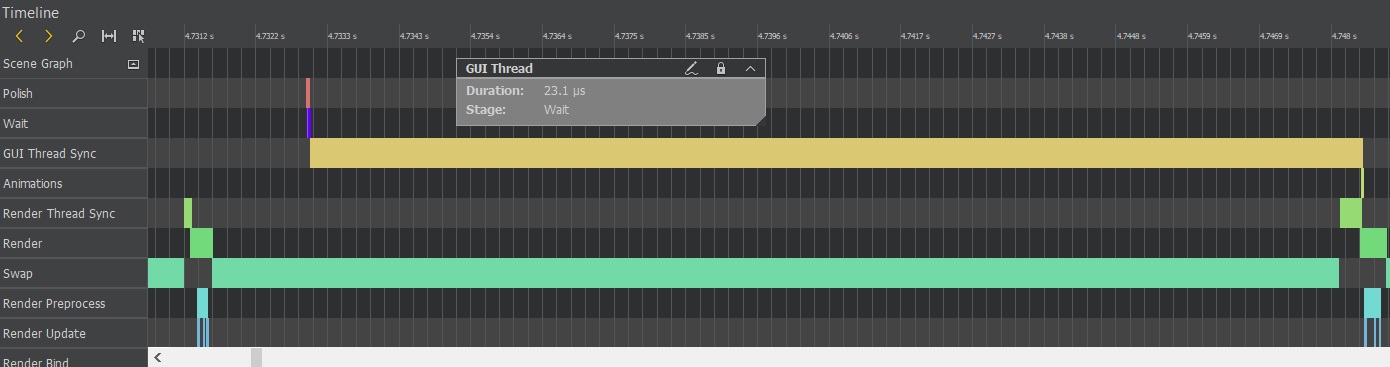 Timeline
4.7312 s 4.7322 s 4.7333 s 4.7343 s 4.7354 s 4.7364 s 4.7375 s 4.7385 s 4.7396 s 4.7406 s 4.7417 s 4.7427 s 4.7438 s 4.7448 s 4.7459 s 4.7469 s 4.748 s
Scene Graph
GUI Thread
Polish
Duration: 23.1 µs
Stage: Wait
Wait
GUI Thread Sync
Animations
Render Thread Sync
Render
Swap
Render Preprocess
Render Update
Render Bind